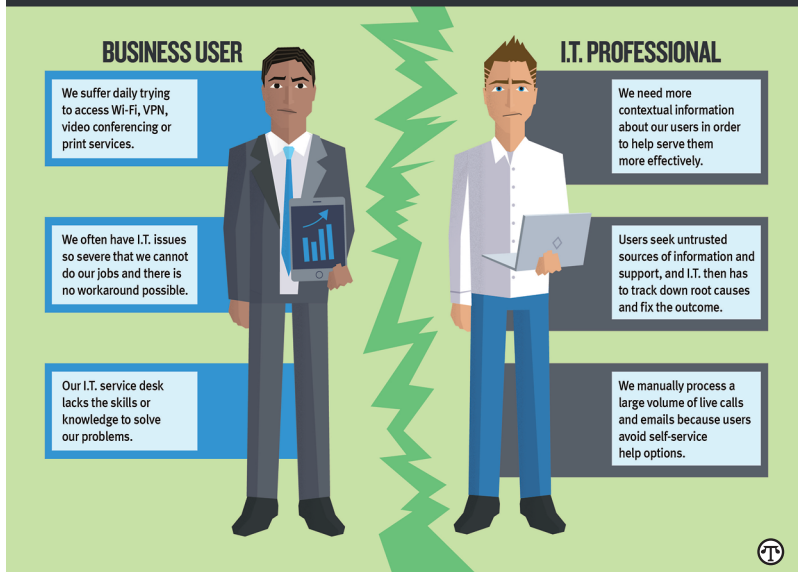 BUSINESS USER
We suffer daily trying
to access Wi-Fi, VPN,
video conferencing or
print services.
We often have I.T. issues
so severe that we cannot
do our jobs and there is
no workaround possible.
Our I.T. service desk
lacks the skills or
knowledge to solve
our problems.
I.T. PROFESSIONAL
We need more
contextual information
about our users in order
to help serve them
more effectively.
Users seek untrusted
sources of information and
support, and I.T. then has
to track down root causes
and fix the outcome.
We manually process a
large volume of live calls
and emails because users
avoid self-service
help options.